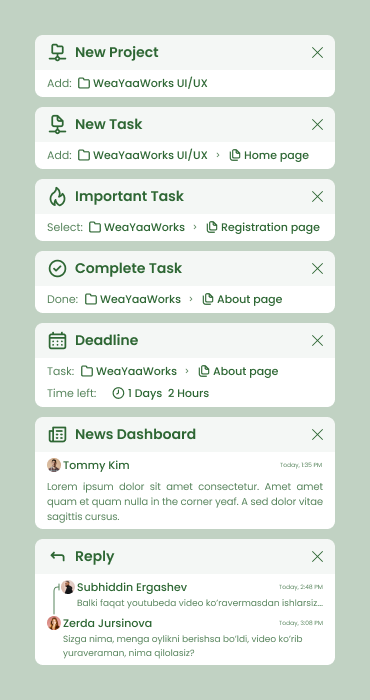 New Project
Add: WeaYaaWorks UI/UX
New Task
Add: WeaYaaWorks UI/UX › Home page
Important Task
Select: WeaYaaWorks › Registration page
Complete Task
Done: WeaYaaWorks › About page
Deadline
Task: WeaYaaWorks › About page
Time left: 1 Days 2 Hours
News Dashboard
Tommy Kim Today, 1:35 PM
Lorem ipsum dolor sit amet consectetur. Amet amet
quam et quam nulla in the corner yeaf. A sed dolor vitae
sagittis cursus.
Reply
Subhiddin Ergashev Today, 2:48 PM
Balki faqat youtubeda video ko‘ravermasdan ishlarsiz...
Zerda Jursinova Today, 3:08 PM
Sizga nima, menga oylikni berishsa bo‘ldi, video ko‘rib
yuraveraman, nima qilolasiz?